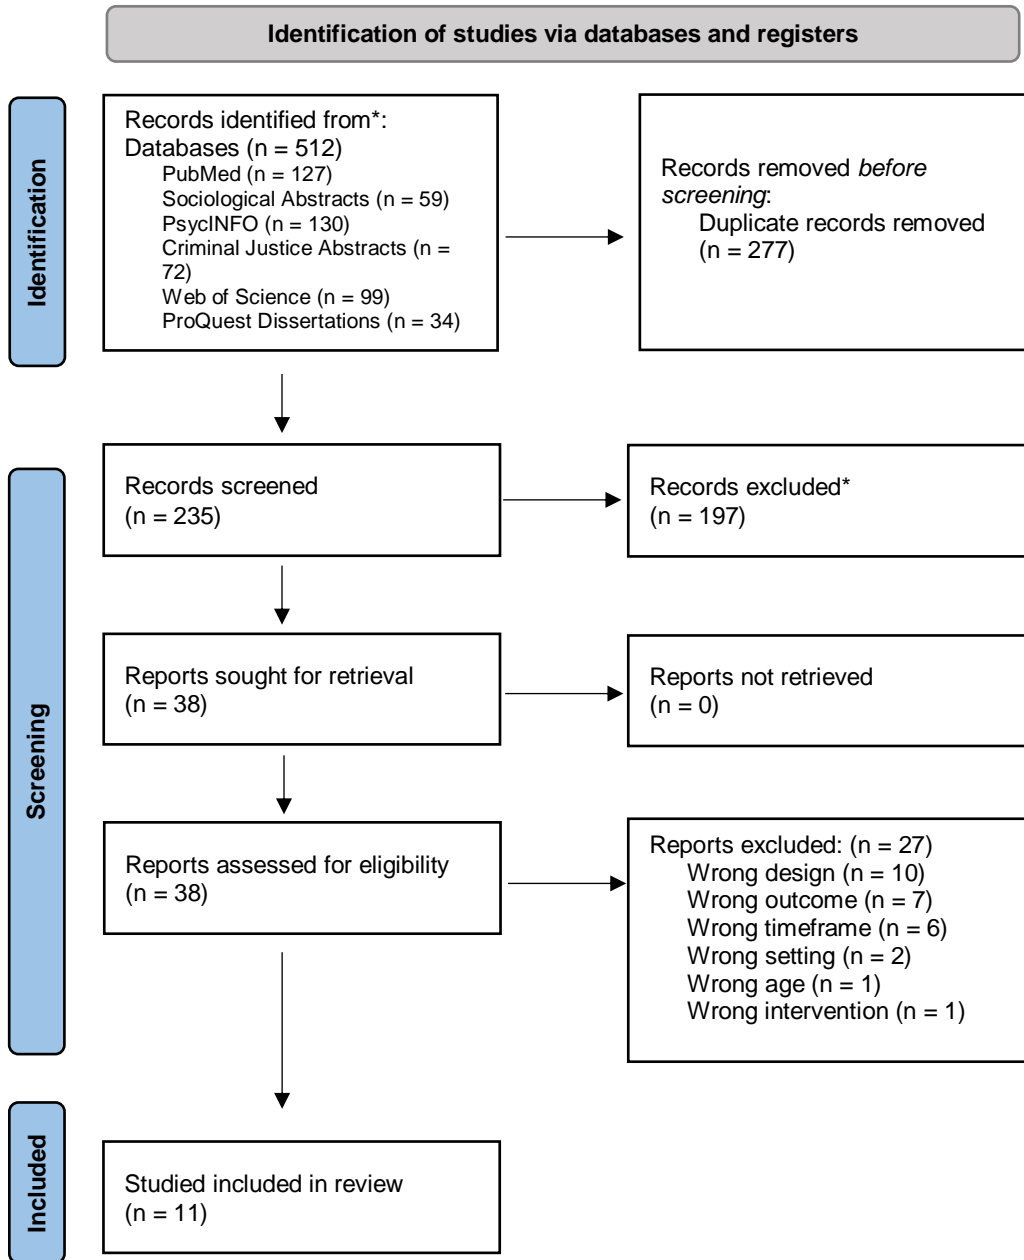 Identification of studies via databases and registers
Identification
Records identified from*:
Databases (n = 512)
PubMed (n = 127)
Sociological Abstracts (n = 59)
PsycINFO (n = 130)
Criminal Justice Abstracts (n =
72)
Web of Science (n = 99)
ProQuest Dissertations (n = 34)
Records removed before
screening:
Duplicate records removed
(n = 277)
Screening
Records screened
(n = 235)
Records excluded*
(n = 197)
Reports sought for retrieval
(n = 38)
Reports not retrieved
(n = 0)
Reports assessed for eligibility
(n = 38)
Reports excluded: (n = 27)
Wrong design (n = 10)
Wrong outcome (n = 7)
Wrong timeframe (n = 6)
Wrong setting (n = 2)
Wrong age (n = 1)
Wrong intervention (n = 1)
Included
Studied included in review
(n = 11)